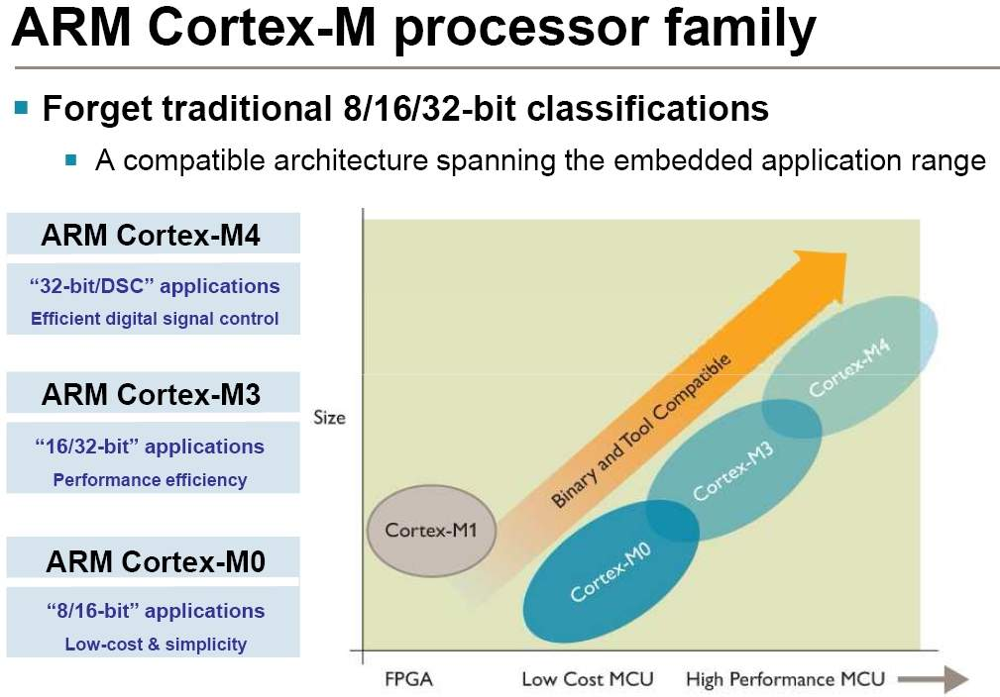 ARM Cortex-M processor family
Forget traditional 8/16/32-bit classifications
A compatible architecture spanning the embedded application range
ARM Cortex-M4
“32-bit/DSC” applications
Efficient digital signal control
ARM Cortex-M3
“16/32-bit” applications
Performance efficiency
ARM Cortex-M0
“8/16-bit” applications
Low-cost & simplicity
Size
Binary and Tool Compatible
Cortex-M4
Cortex-M3
Cortex-M1
Cortex-M0
FPGA
Low Cost MCU
High Performance MCU